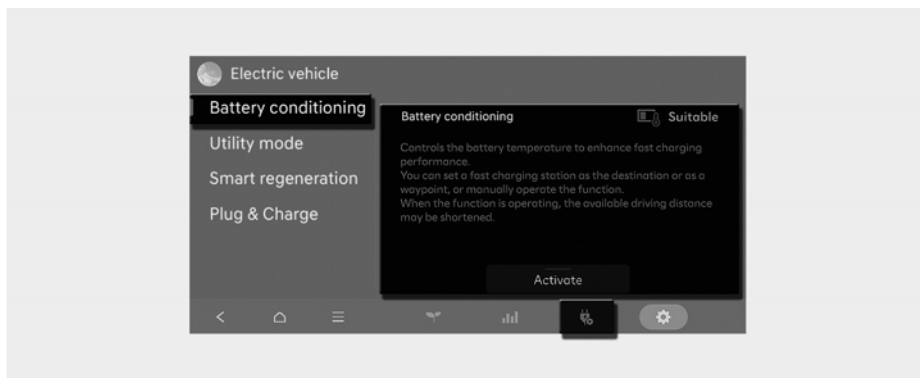 Electric vehicle
Battery conditioning
Utility mode
Smart regeneration
Plug & Charge
Battery conditioning
Suitable
Controls the battery temperature to enhance fast charging
performance.
You can set a fast charging station as the destination or as a
waypoint, or manually operate the function.
When the function is operating, the available driving distance
may be shortened.
Activate